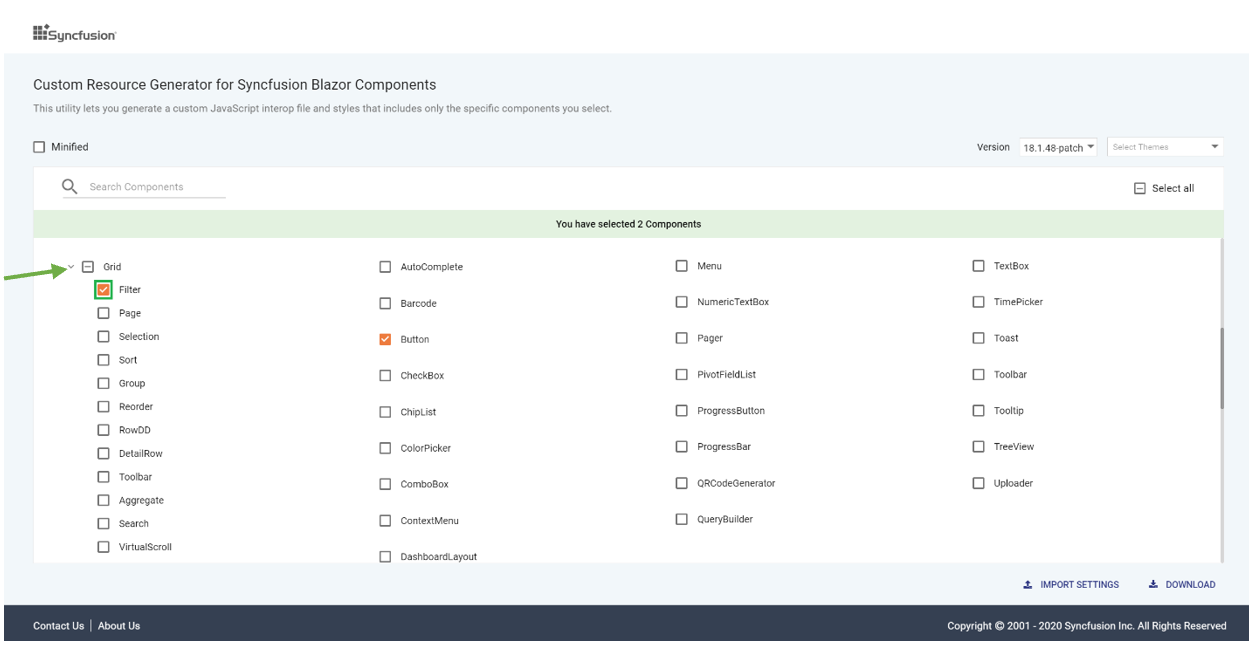 Syncfusion
Custom Resource Generator for Syncfusion Blazor Components
This utility lets you generate a custom JavaScript interop file and styles that includes only the specific components you select.
Minified
Version 18.1.48-patch Select Themes
Search Components
Select all
You have selected 2 Components
Grid
Filter
Page
Selection
Sort
Group
Reorder
RowDD
DetailRow
Toolbar
Aggregate
Search
VirtualScroll
AutoComplete
Barcode
Button
CheckBox
ChipList
ColorPicker
ComboBox
ContextMenu
DashboardLayout
Menu
NumericTextBox
Pager
PivotFieldList
ProgressButton
ProgressBar
QRCodeGenerator
QueryBuilder
TextBox
TimePicker
Toast
Toolbar
Tooltip
TreeView
Uploader
IMPORT SETTINGS DOWNLOAD
Contact Us | About Us
Copyright © 2001 - 2020 Syncfusion Inc. All Rights Reserved